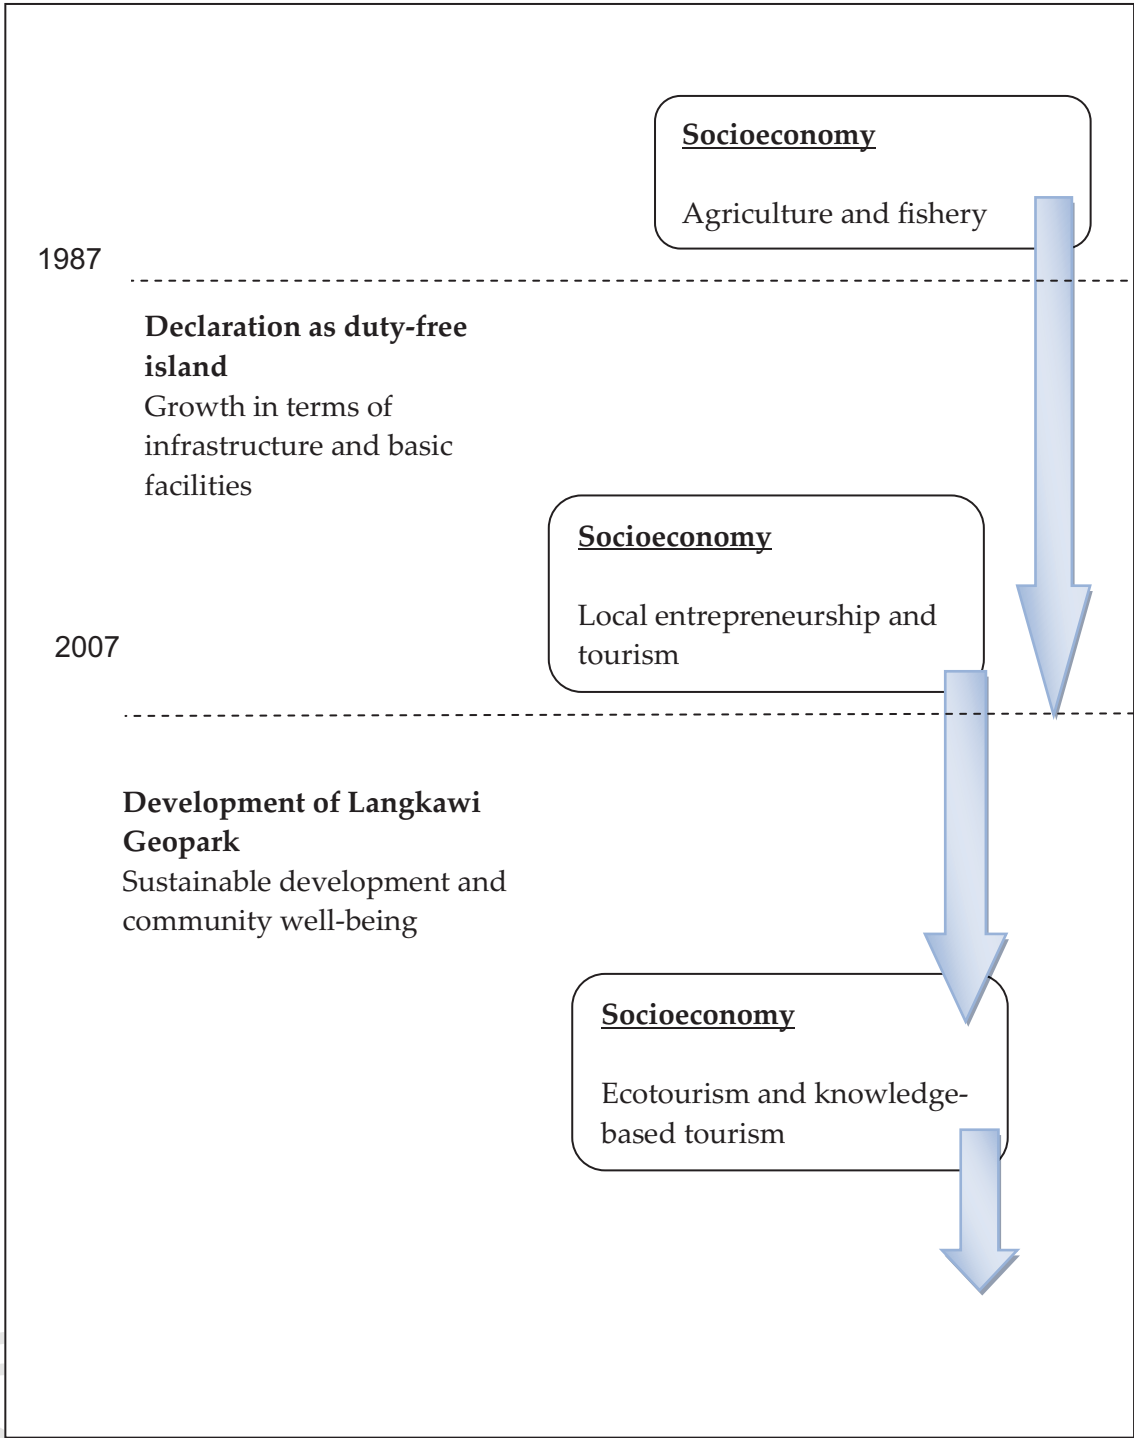 Socioeconomy
Agriculture and fishery
1987
Declaration as duty-free
island
Growth in terms of
infrastructure and basic
facilities
Socioeconomy
Local entrepreneurship and
tourism
2007
Development of Langkawi
Geopark
Sustainable development and
community well-being
Socioeconomy
Ecotourism and knowledge-
based tourism